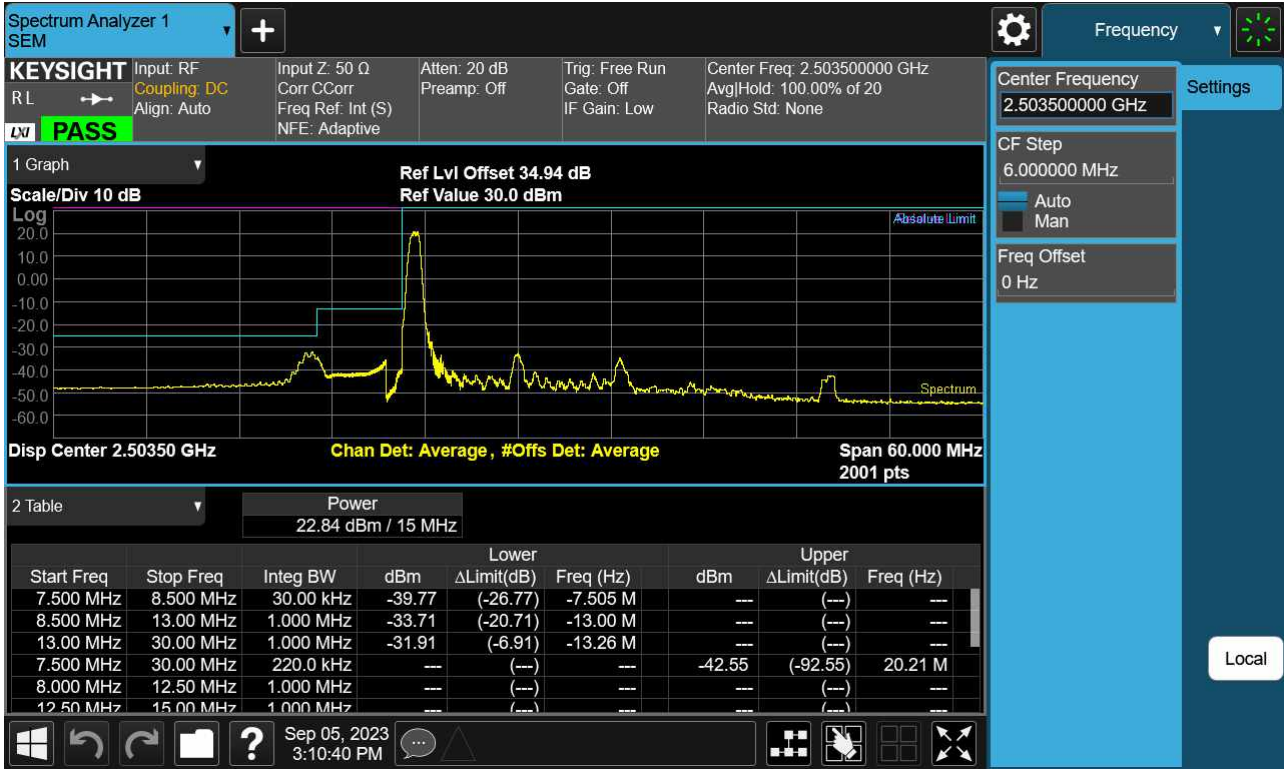 Spectrum Analyzer 1
SEM
Frequency
KEYSIGHT
R L
LXI
PASS
Input: RF
Coupling: DC
Align: Auto
Input Z: 50 Ω
Corr CCorr
Freq Ref: Int (S)
NFE: Adaptive
Atten: 20 dB
Preamp: Off
Trig: Free Run
Gate: Off
IF Gain: Low
Center Freq: 2.503500000 GHz
Avg|Hold: 100.00% of 20
Radio Std: None
Center Frequency
2.503500000 GHz
Settings
CF Step
6.000000 MHz
Auto
Man
Freq Offset
0 Hz
Local
1 Graph
Scale/Div 10 dB
Ref Lvl Offset 34.94 dB
Ref Value 30.0 dBm
Log
20.0
10.0
0.00
-10.0
-20.0
-30.0
-40.0
-50.0
-60.0
Limit
Spectrum
Disp Center 2.50350 GHz
Chan Det: Average , #Offs Det: Average
Span 60.000 MHz
2001 pts
2 Table
Power
22.84 dBm / 15 MHz
Lower Upper
Start Freq Stop Freq Integ BW dBm ΔLimit(dB) Freq (Hz) dBm ΔLimit(dB) Freq (Hz)
7.500 MHz 8.500 MHz 30.00 kHz -39.77 (-26.77) -7.505 M --- (---) ---
8.500 MHz 13.00 MHz 1.000 MHz -33.71 (-20.71) -13.00 M --- (---) ---
13.00 MHz 30.00 MHz 1.000 MHz -31.91 (-6.91) -13.26 M --- (---) ---
7.500 MHz 30.00 MHz 220.0 kHz --- (---) --- -42.55 (-92.55) 20.21 M
8.000 MHz 12.50 MHz 1.000 MHz --- (---) --- --- (---) ---
12.50 MHz 15.00 MHz 1.000 MHz --- (---) --- --- (---) ---
?
Sep 05, 2023
3:10:40 PM